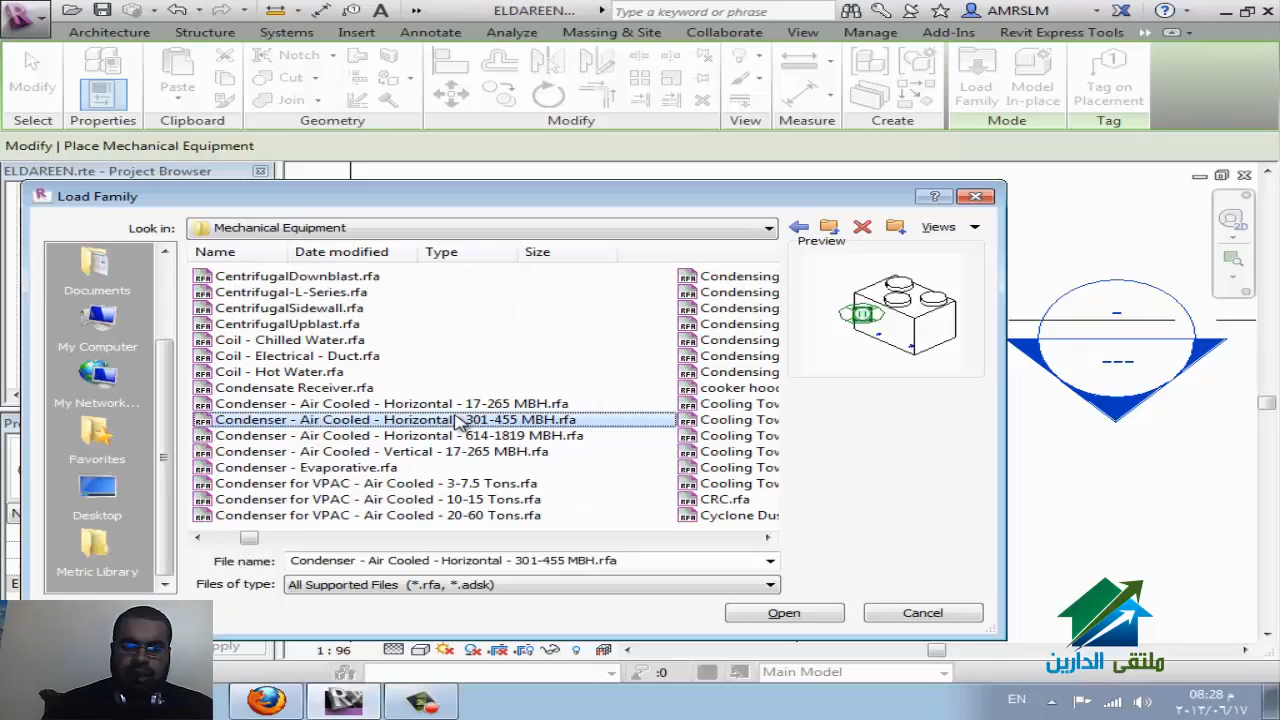 ELDAREEN...
Type a keyword or phrase
AMRSLM
Architecture Structure Systems Insert Annotate Analyze Massing & Site Collaborate View Manage Add-Ins Revit Express Tools
Notch
Modify
Cut
Paste
Load
Model
Tag on
Join
Family
In-place
Placement
Select Properties Clipboard Geometry Modify View Measure Create Mode Tag
Modify | Place Mechanical Equipment
ELDAREEN.rte - Project Browser
Load Family
Look in: Mechanical Equipment Views
Preview
Name Date modified Type Size
CentrifugalDownblast.rfa
Centrifugal-L-Series.rfa
CentrifugalSidewall.rfa
CentrifugalUpblast.rfa
Coil - Chilled Water.rfa
Coil - Electrical - Duct.rfa
Coil - Hot Water.rfa
Condensate Receiver.rfa
Condenser - Air Cooled - Horizontal - 17-265 MBH.rfa
Condenser - Air Cooled - Horizontal - 301-455 MBH.rfa
Condenser - Air Cooled - Horizontal - 614-1819 MBH.rfa
Condenser - Air Cooled - Vertical - 17-265 MBH.rfa
Condenser - Evaporative.rfa
Condenser for VPAC - Air Cooled - 3-7.5 Tons.rfa
Condenser for VPAC - Air Cooled - 10-15 Tons.rfa
Condenser for VPAC - Air Cooled - 20-60 Tons.rfa
Condensing
Condensing
Condensing
Condensing
Condensing
Condensing
Condensing
cooker hood
Cooling Tow
Cooling Tow
Cooling Tow
Cooling Tow
Cooling Tow
Cooling Tow
CRC.rfa
Cyclone Dus
Documents
My Computer
My Network...
Favorites
Desktop
Metric Library
File name: Condenser - Air Cooled - Horizontal - 301-455 MBH.rfa
Files of type: All Supported Files (*.rfa, *.adsk)
Open Cancel
1 : 96
:0
Main Model
ملتقى الدارين
EN
08:28 م
٢٠١٣/٠٦/١٧